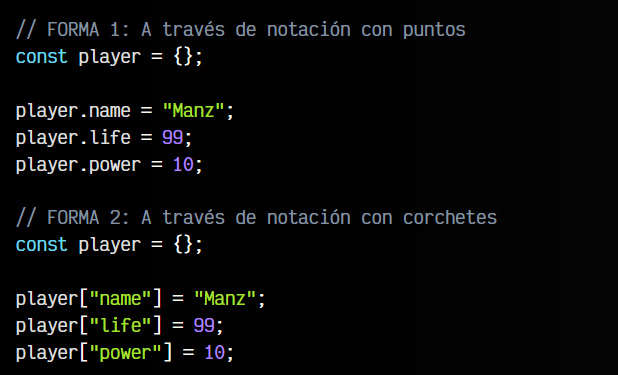 // FORMA 1: A través de notación con puntos
const player = {};
player.name = "Manz";
player.life = 99;
player.power = 10;
// FORMA 2: A través de notación con corchetes
const player = {};
player["name"] = "Manz";
player["life"] = 99;
player["power"] = 10;